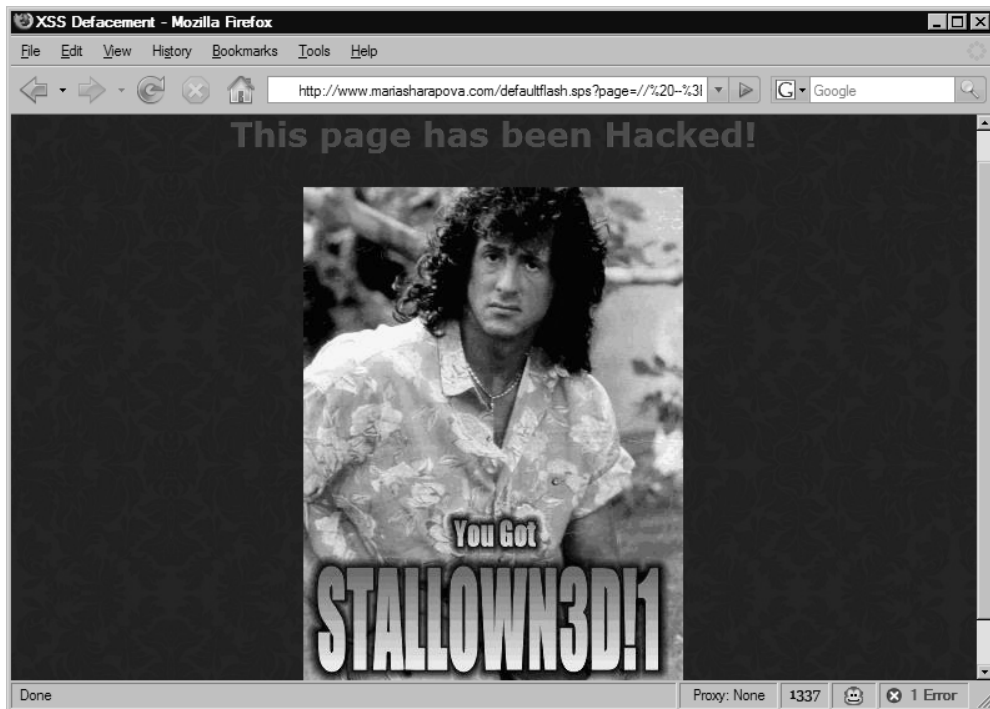 XSS Defacement - Mozilla Firefox
File Edit View History Bookmarks Tools Help
http://www.mariasharapova.com/defaultflash.sps?page=//%20--%3
G Google
This page has been Hacked!
You Got
STALLOWN3D!1
Done Proxy: None 1337 1 Error